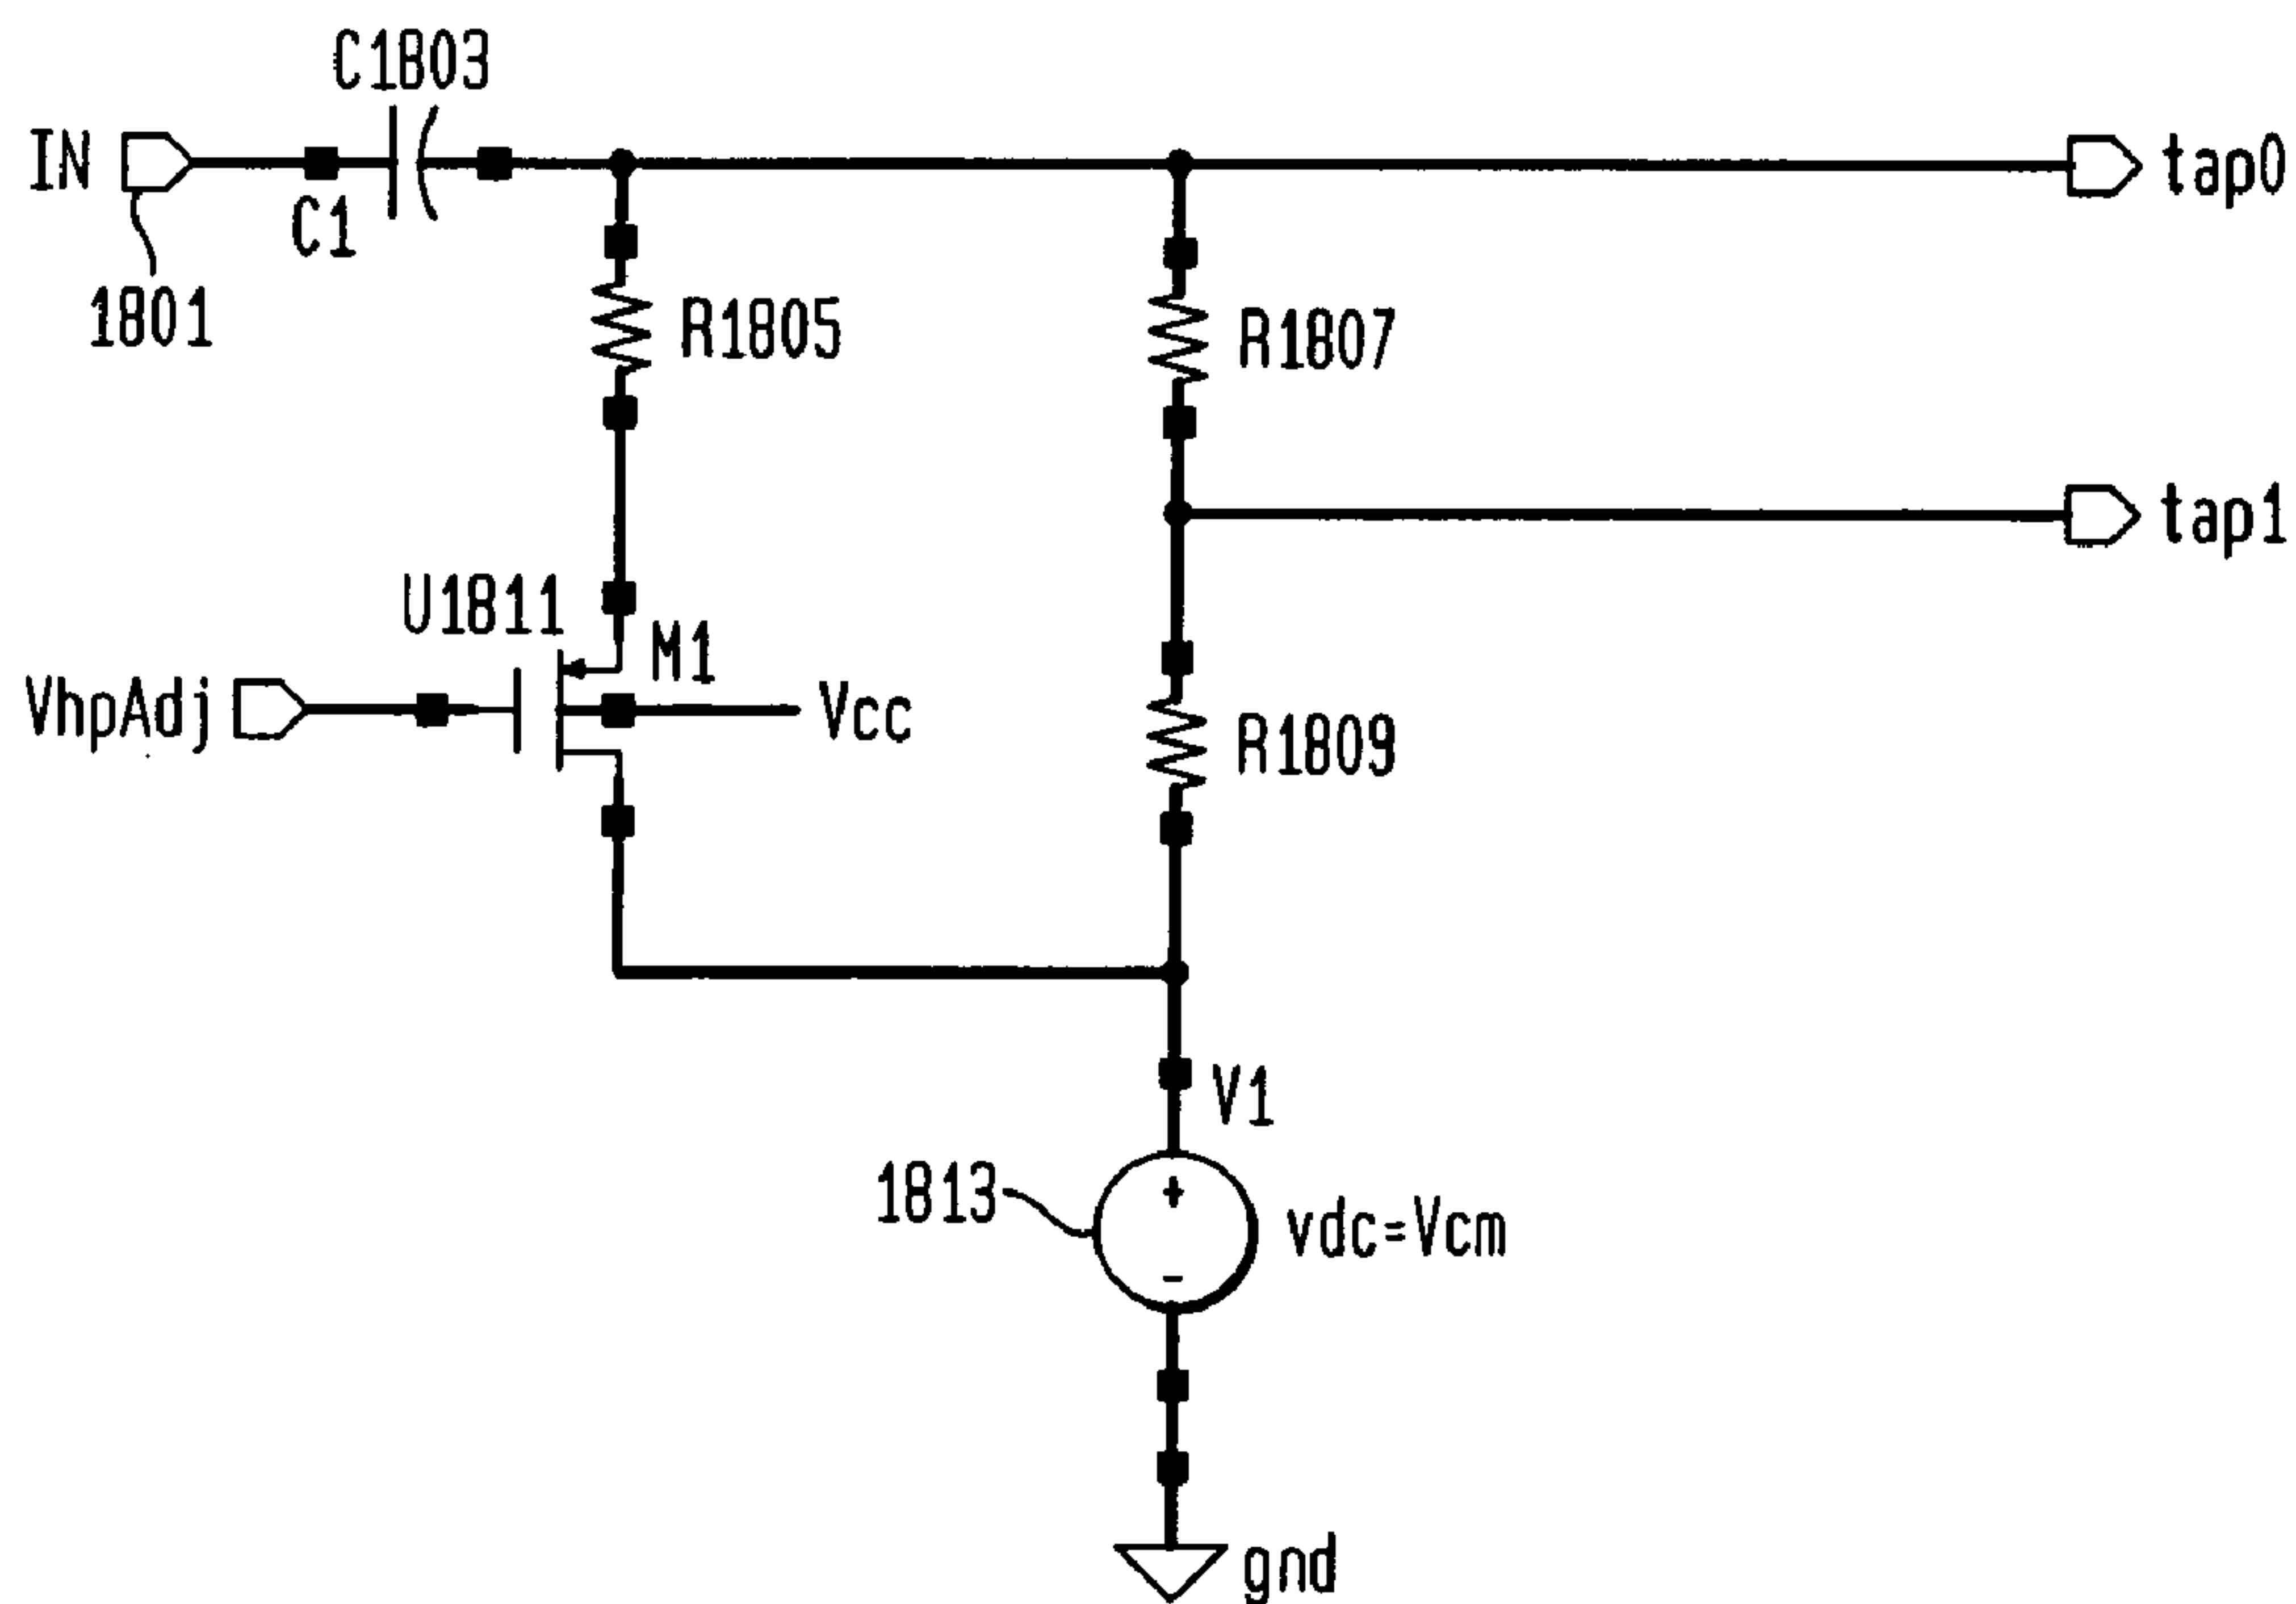 C1803
IN
tap0
C1
1801
R1805
R1807
tap1
U1811
M1
VhpAdj
Vcc
R1809
V1
1813
+
vdc=Vcm
-
gnd